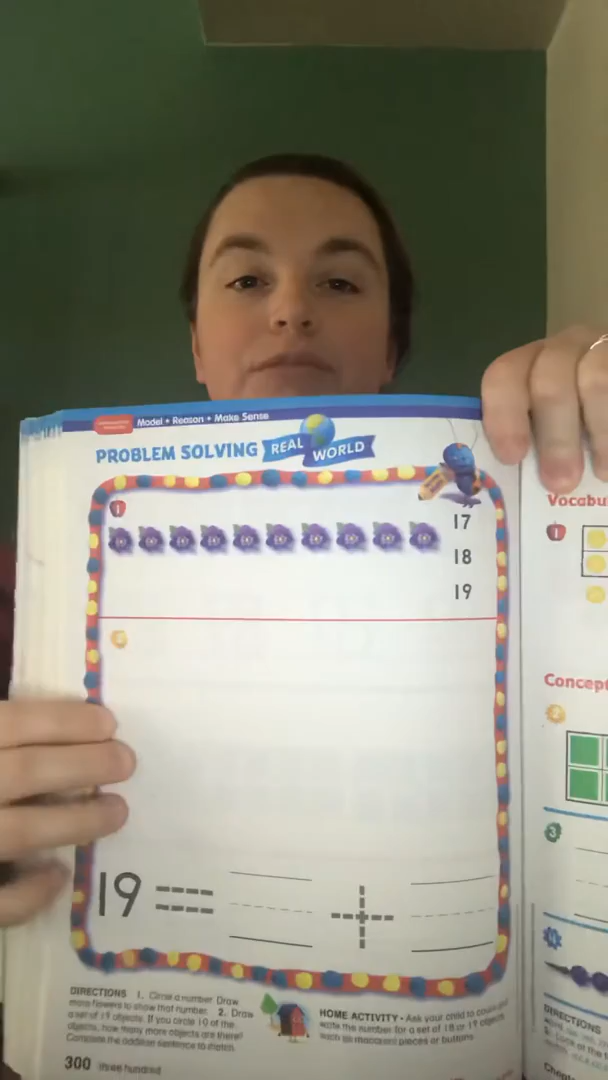 Model • Reason • Make Sense
PROBLEM SOLVING REAL WORLD
1
17
18
19
2
19 = +
DIRECTIONS 1. Circle a number. Draw
more flowers to show that number. 2. Draw
a set of 19 objects. If you circle 10 of the
objects, how many more objects are there?
Complete the addition sentence to match.
HOME ACTIVITY • Ask your child to count and
write the number for a set of 18 or 19 objects
such as macaroni pieces or buttons.
300 three hundred
Vocabu
1
Concept
3
DIRECTIONS